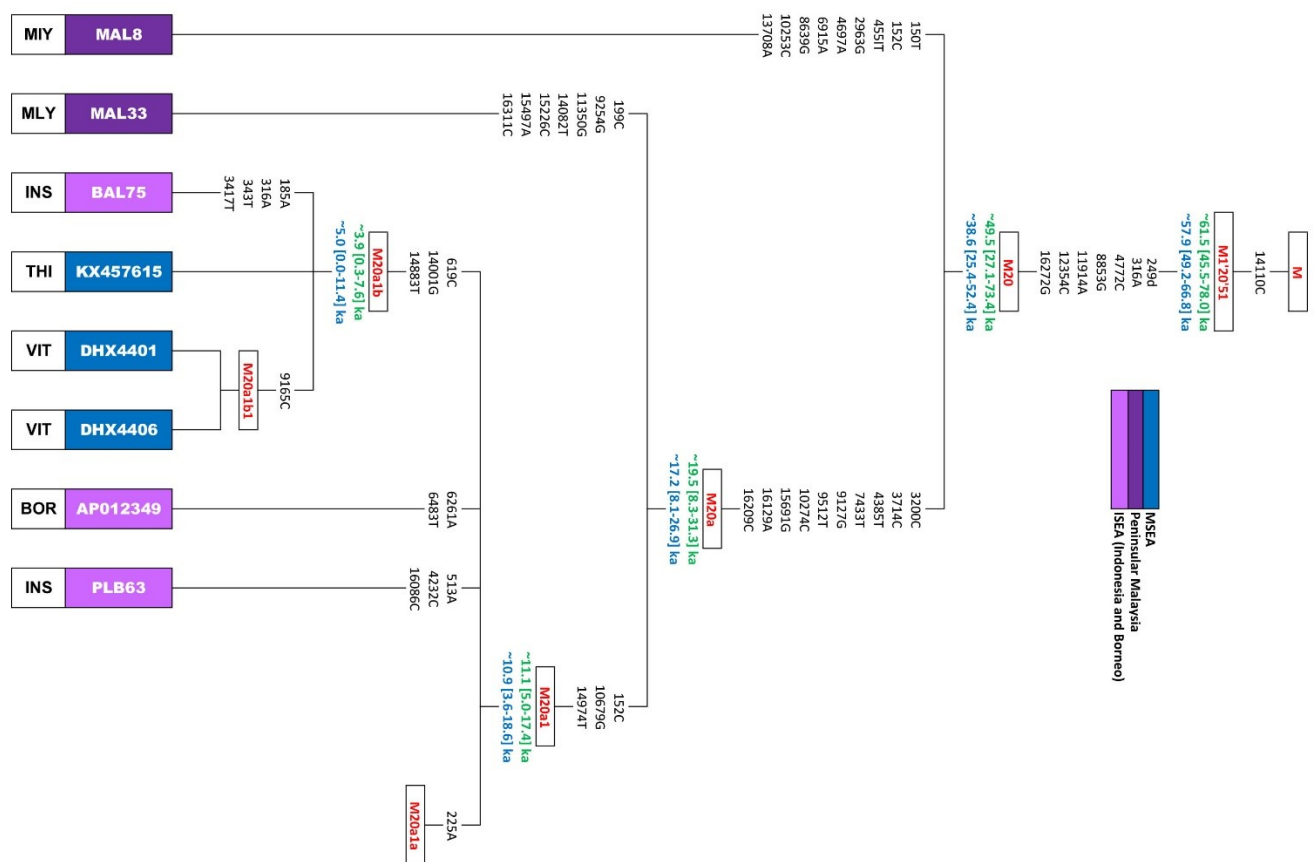 M
14110C
M1'20'51
~61.5 [45.5-78.0] ka
~57.9 [49.2-66.8] ka
249d
316A
4772C
8853G
11914A
12354C
16272G
M20
~49.5 [27.1-73.4] ka
~38.6 [25.4-52.4] ka
MSEA
Peninsular Malaysia
ISEA (Indonesia and Borneo)
150T
152C
455IT
2963G
4697A
6915A
8639G
10253C
13708A
3200C
3714C
4385T
7433T
9127G
9512T
10274C
15691G
16129A
16209C
M20a
~19.5 [8.3-31.3] ka
~17.2 [8.1-26.9] ka
199C
9254G
11350G
14082T
15226C
15497A
16311C
152C
10679G
14974T
M20a1
~11.1 [5.0-17.4] ka
~10.9 [3.6-18.6] ka
619C
14001G
14883T
6261A
6483T
513A
4232C
16086C
225A
M20a1a
M20a1b
~3.9 [0.3-7.6] ka
~5.0 [0.0-11.4] ka
185A
316A
343T
3417T
9165C
M20a1b1
MIY MAL8
MLY MAL33
INS BAL75
THI KX457615
VIT DHX4401
VIT DHX4406
BOR AP012349
INS PLB63